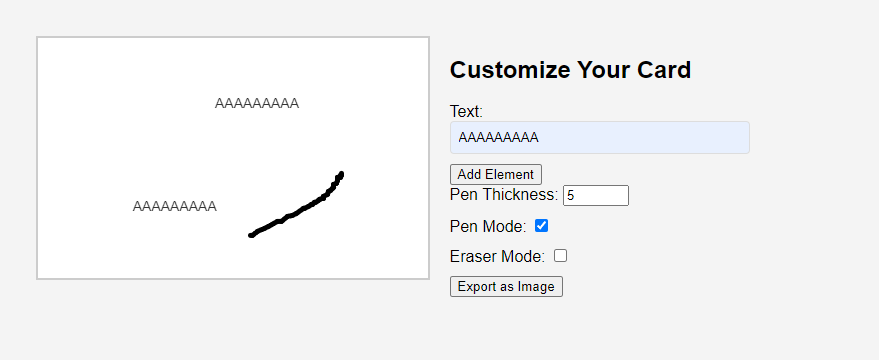 AAAAAAAAA
AAAAAAAAA
Customize Your Card
Text:
AAAAAAAAA
Add Element
Pen Thickness: 5
Pen Mode:
Eraser Mode:
Export as Image